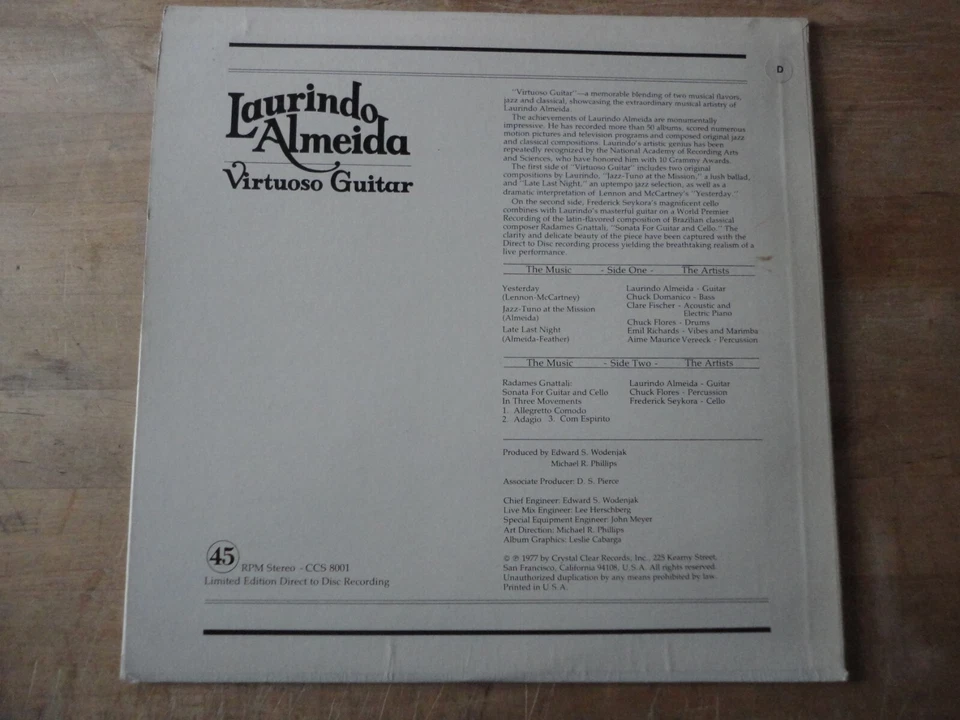 D
Laurindo
Almeida
Virtuoso Guitar
"Virtuoso Guitar"—a memorable blending of two musical flavors,
jazz and classical, showcasing the extraordinary musical artistry of
Laurindo Almeida.
The achievements of Laurindo Almeida are monumentally
impressive. He has recorded more than 50 albums, scored numerous
motion pictures and television programs and composed original jazz
and classical compositions. Laurindo's artistic genius has been
repeatedly recognized by the National Academy of Recording Arts
and Sciences, who have honored him with 10 Grammy Awards.
The first side of "Virtuoso Guitar" includes two original
compositions by Laurindo, "Jazz-Tuno at the Mission," a lush ballad,
and "Late Last Night," an uptempo jazz selection, as well as a
dramatic interpretation of Lennon and McCartney's "Yesterday."
On the second side, Frederick Seykora's magnificent cello
combines with Laurindo's masterful guitar on a World Premier
Recording of the latin-flavored composition of Brazilian classical
composer Radames Gnattali, "Sonata For Guitar and Cello." The
clarity and delicate beauty of the piece have been captured with the
Direct to Disc recording process yielding the breathtaking realism of a
live performance.
The Music - Side One - The Artists
Yesterday Laurindo Almeida - Guitar
(Lennon-McCartney) Chuck Domanico - Bass
Jazz-Tuno at the Mission Clare Fischer - Acoustic and
Electric Piano
(Almeida) Chuck Flores - Drums
Late Last Night Emil Richards - Vibes and Marimba
(Almeida-Feather) Aime Maurice Vereeck - Percussion
The Music - Side Two - The Artists
Radames Gnattali: Laurindo Almeida - Guitar
Sonata For Guitar and Cello Chuck Flores - Percussion
In Three Movements Frederick Seykora - Cello
1. Allegretto Comodo
2. Adagio 3. Com Espirito
Produced by Edward S. Wodenjak
Michael R. Phillips
Associate Producer: D. S. Pierce
Chief Engineer: Edward S. Wodenjak
Live Mix Engineer: Lee Herschberg
Special Equipment Engineer: John Meyer
Art Direction: Michael R. Phillips
Album Graphics: Leslie Cabarga
© ℗ 1977 by Crystal Clear Records, Inc., 225 Kearny Street,
San Francisco, California 94108, U.S.A. All rights reserved.
Unauthorized duplication by any means prohibited by law.
Printed in U.S.A.
45 RPM Stereo - CCS 8001
Limited Edition Direct to Disc Recording